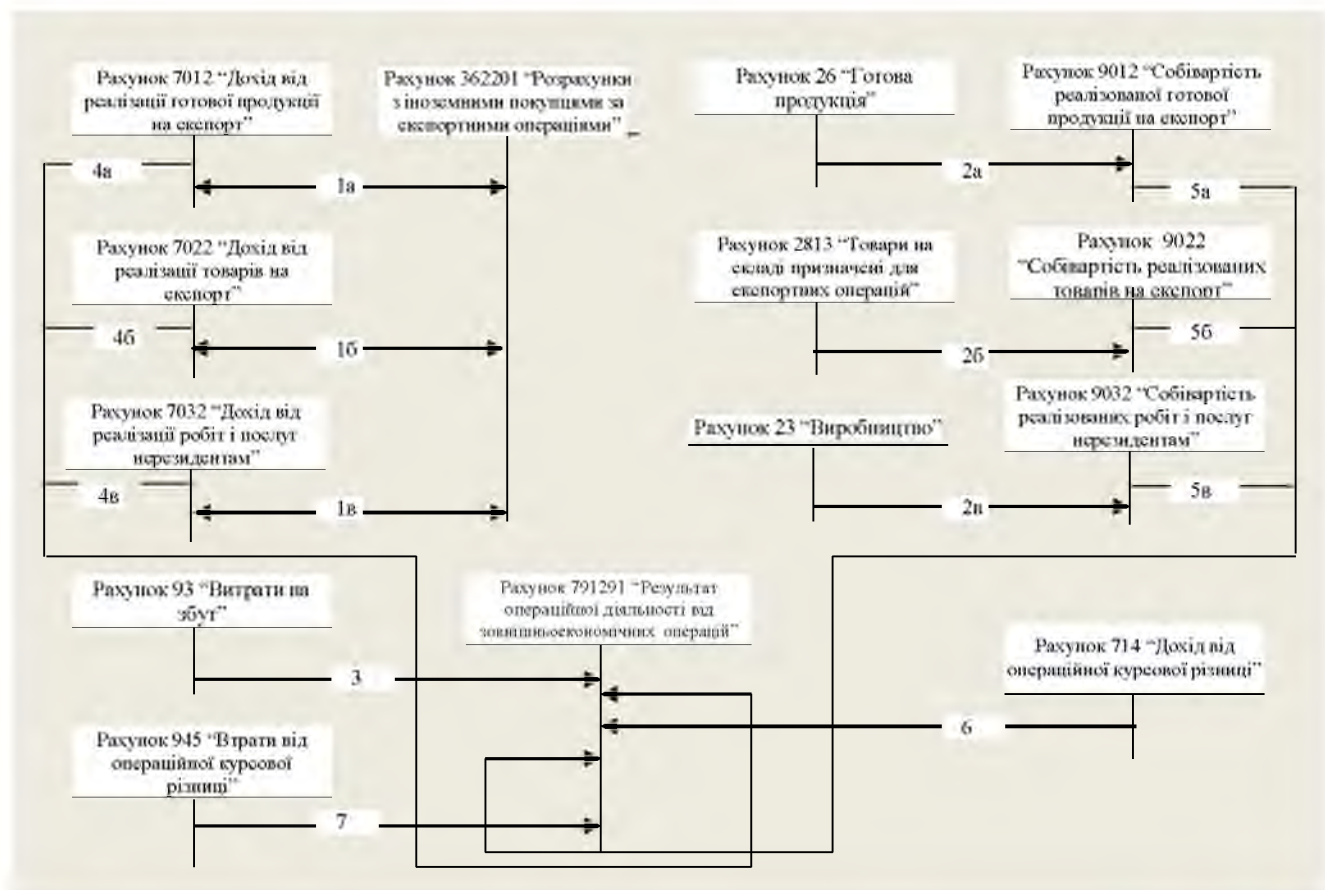 Рахунок 7012 “Дохід від
реалізації готової продукції
на експорт”
Рахунок 362201 “Розрахунки
з іноземними покупцями за
експортними операціями”
Рахунок 26 “Готова
продукція”
Рахунок 9012 “Собівартість
реалізованої готової
продукції на експорт”
4а
1а
2а
5а
Рахунок 7022 “Дохід від
реалізації товарів на
експорт”
Рахунок 2813 “Товари на
складі призначені для
експортних операцій”
Рахунок 9022
“Собівартість реалізованих
товарів на експорт”
4б
1б
2б
5б
Рахунок 7032 “Дохід від
реалізації робіт і послуг
нерезидентам”
Рахунок 23 “Виробництво”
Рахунок 9032 “Собівартість
реалізованих робіт і послуг
нерезидентам”
4в
1в
2в
5в
Рахунок 93 “Витрати на
збут”
Рахунок 791291 “Результат
операційної діяльності від
зовнішньоекономічних операцій”
Рахунок 714 “Дохід від
операційної курсової різниці”
3
6
Рахунок 945 “Втрати від
операційної курсової
різниці”
7